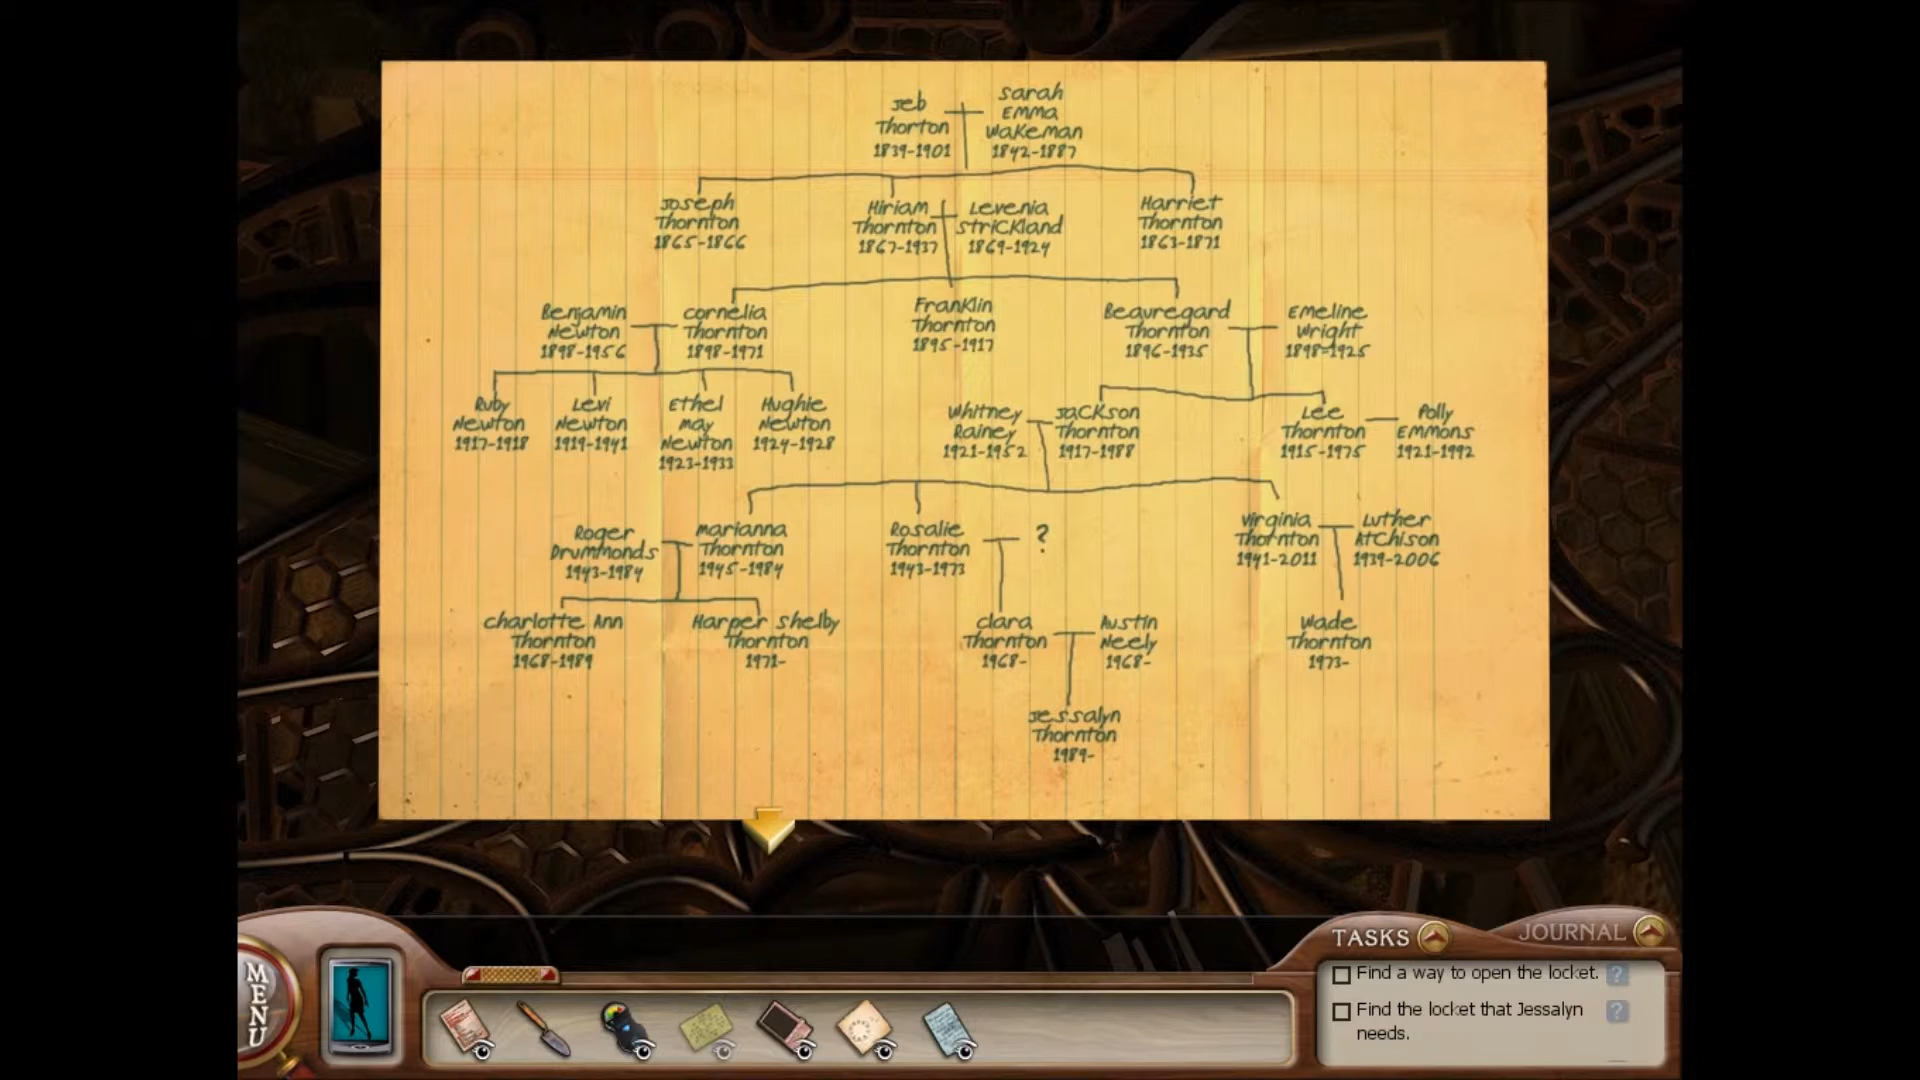 Jeb
Thorton
1839-1901
Sarah
Emma
Wakeman
1842-1887
Joseph
Thornton
1865-1866
Hiriam
Thornton
1867-1937
Levenia
Strickland
1869-1924
Harriet
Thornton
1863-1871
Benjamin
Newton
1898-1956
Cornelia
Thornton
1898-1971
Franklin
Thornton
1895-1917
Beauregard
Thornton
1896-1935
Emeline
Wright
1898-1925
Ruby
Newton
1917-1918
Levi
Newton
1919-1941
Ethel
May
Newton
1923-1933
Hughie
Newton
1924-1928
Whitney
Rainey
1921-1952
Jackson
Thornton
1917-1988
Lee
Thornton
1915-1975
Polly
Emmons
1921-1992
Roger
Drummonds
1943-1984
Marianna
Thornton
1945-1984
Rosalie
Thornton
1943-1973
?
Virginia
Thornton
1941-2011
Luther
Atchison
1939-2006
Charlotte Ann
Thornton
1968-1989
Harper Shelby
Thornton
1971-
Clara
Thornton
1968-
Austin
Neely
1968-
Wade
Thornton
1973-
Jessalyn
Thornton
1989-
MENU
TASKS
JOURNAL
Find a way to open the locket. ?
Find the locket that Jessalyn ?
needs.